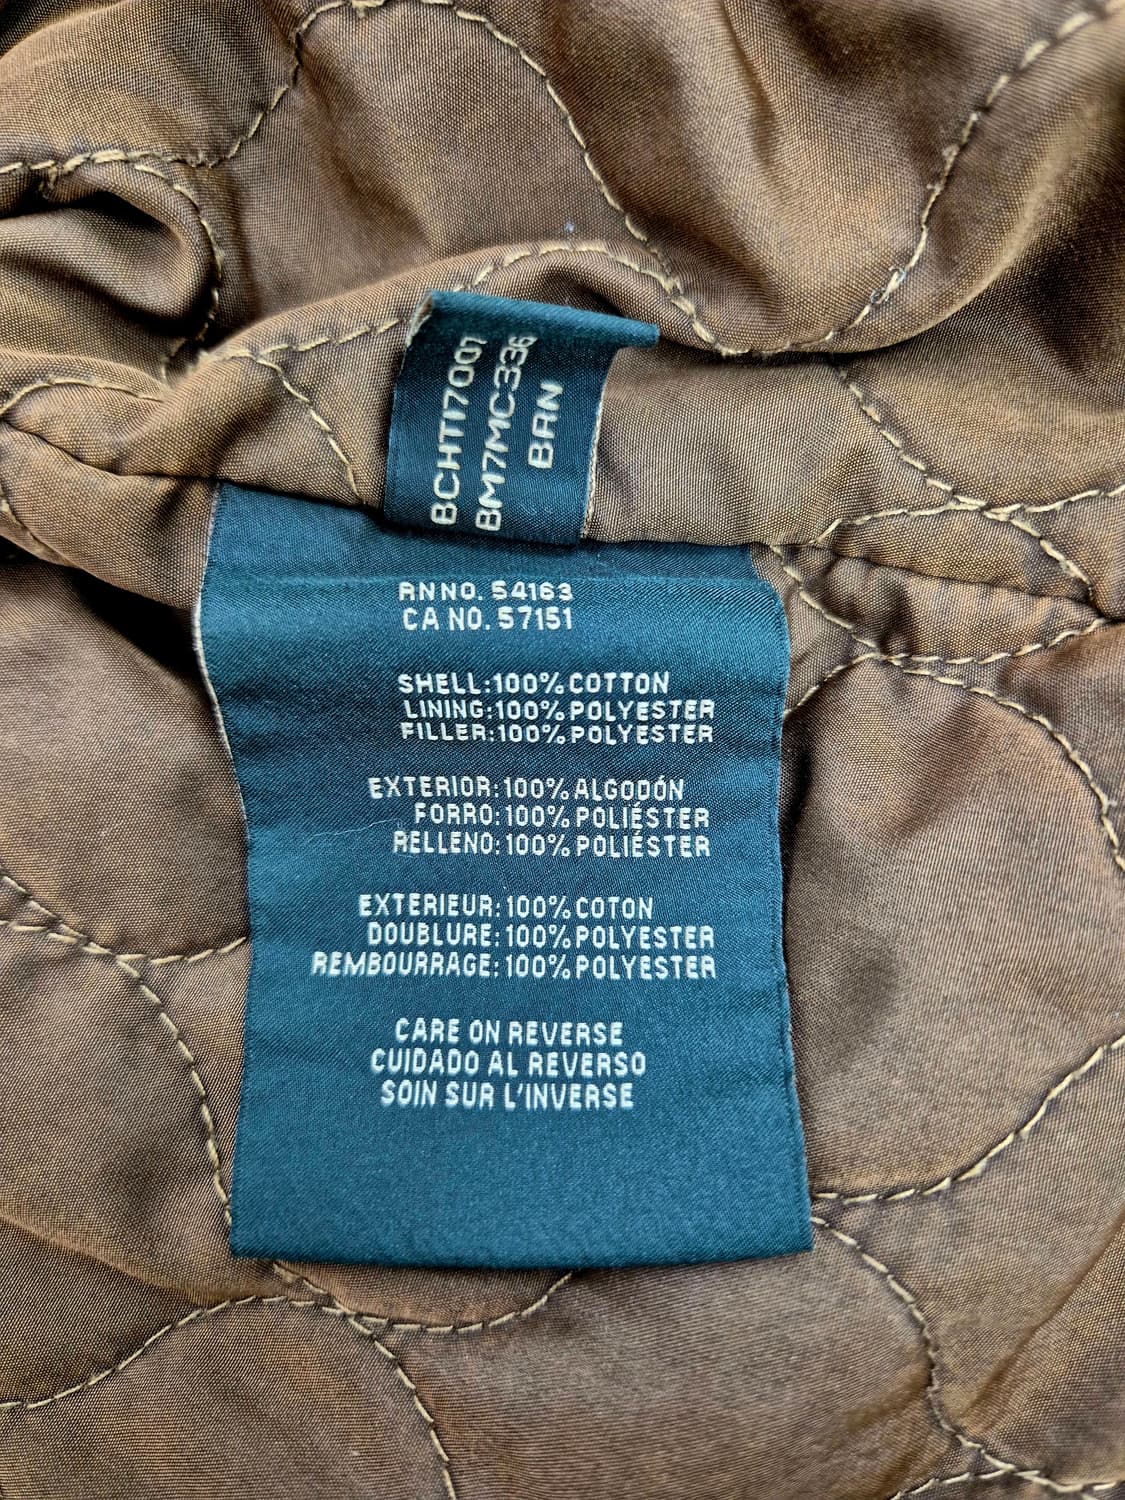 BCHTI7001
BM7MC336
BRN
RN NO. 54163
CA NO. 57151
SHELL:100% COTTON
LINING:100% POLYESTER
FILLER:100% POLYESTER
EXTERIOR:100% ALGODÓN
FORRO:100% POLIÉSTER
RELLENO:100% POLIÉSTER
EXTERIEUR:100% COTON
DOUBLURE:100% POLYESTER
REMBOURRAGE:100% POLYESTER
CARE ON REVERSE
CUIDADO AL REVERSO
SOIN SUR L'INVERSE